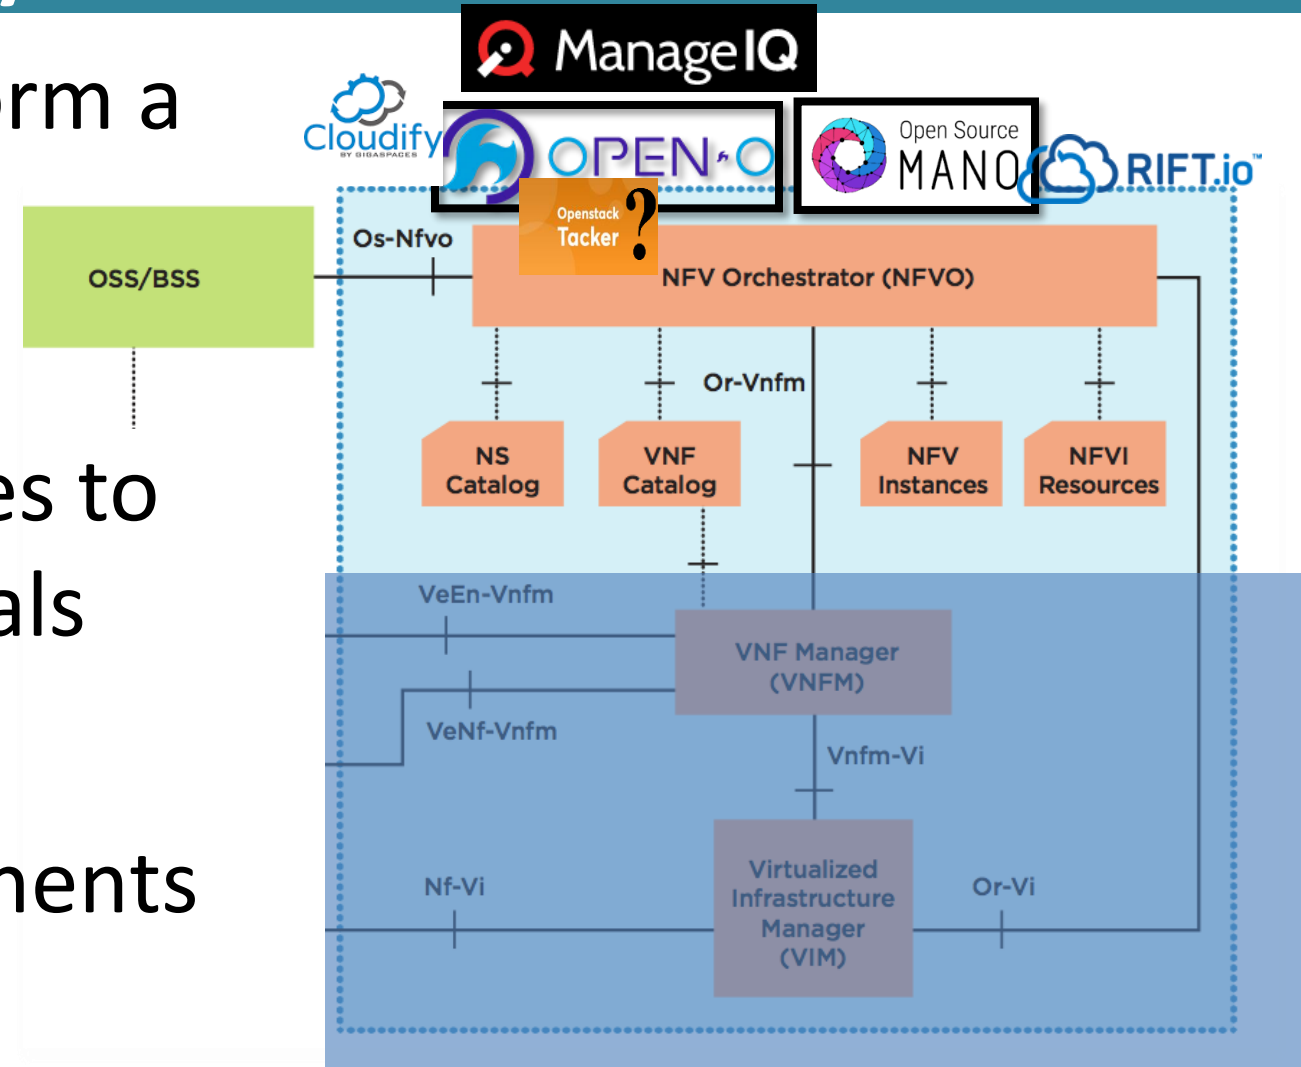 ManageIQ
orm a
Cloudify
BY GIGASPACES
OPEN-O
Open Source
MANO
RIFT.io™
Openstack
Tacker
?
Os-Nfvo
OSS/BSS
NFV Orchestrator (NFVO)
Or-Vnfm
NS
Catalog
VNF
Catalog
NFV
Instances
NFVI
Resources
es to
als
VeEn-Vnfm
VNF Manager
(VNFM)
VeNf-Vnfm
Vnfm-Vi
nents
Nf-Vi
Virtualized
Infrastructure
Manager
(VIM)
Or-Vi